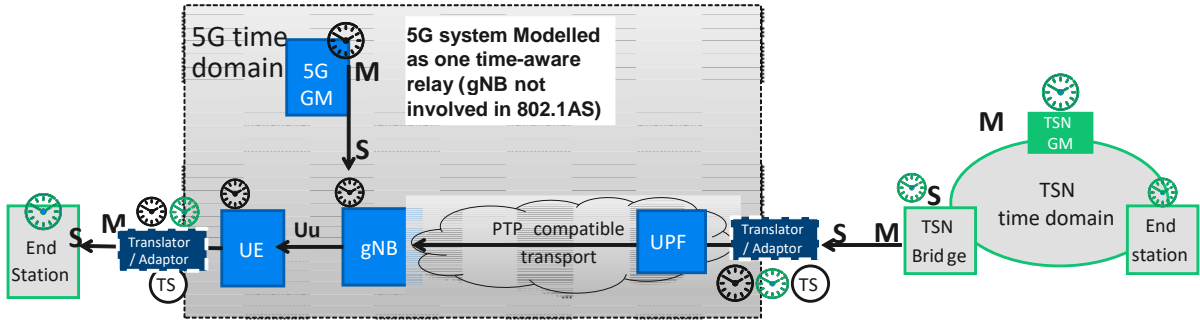 5G time
domain
5G
GM
M
S
5G system Modelled
as one time-aware
relay (gNB not
involved in 802.1AS)
M
TSN
GM
TSN
time domain
S
TSN
Bridge
End
station
End
Station
S
M
Translator
/ Adaptor
TS
UE
Uu
gNB
PTP compatible
transport
UPF
Translator
/ Adaptor
TS
S
M